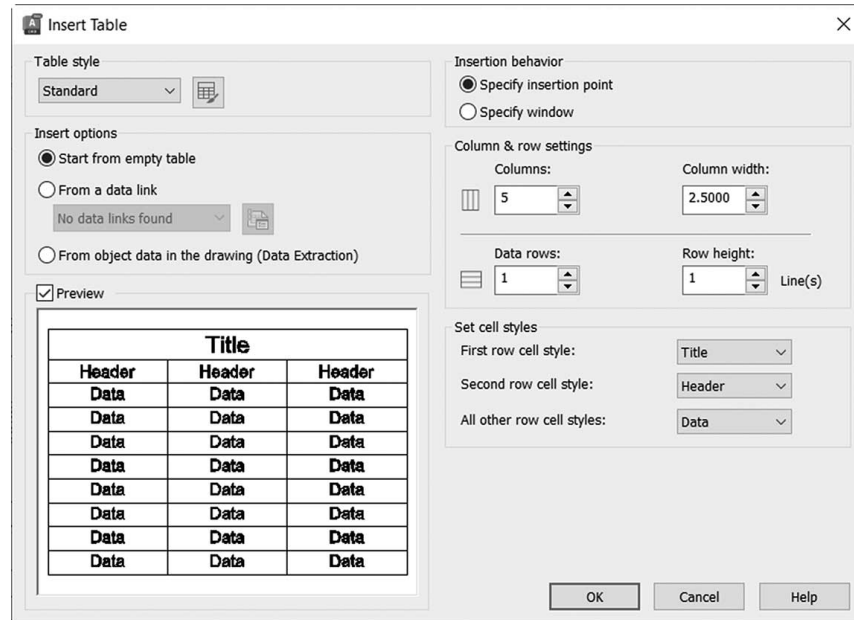 Insert Table
Table style
Standard
Insert options
Start from empty table
From a data link
No data links found
From object data in the drawing (Data Extraction)
Preview
Title
Header Header Header
Data Data Data
Data Data Data
Data Data Data
Data Data Data
Data Data Data
Data Data Data
Data Data Data
Data Data Data
Insertion behavior
Specify insertion point
Specify window
Column & row settings
Columns: Column width:
5 2.5000
Data rows: Row height:
1 1 Line(s)
Set cell styles
First row cell style: Title
Second row cell style: Header
All other row cell styles: Data
OK Cancel Help